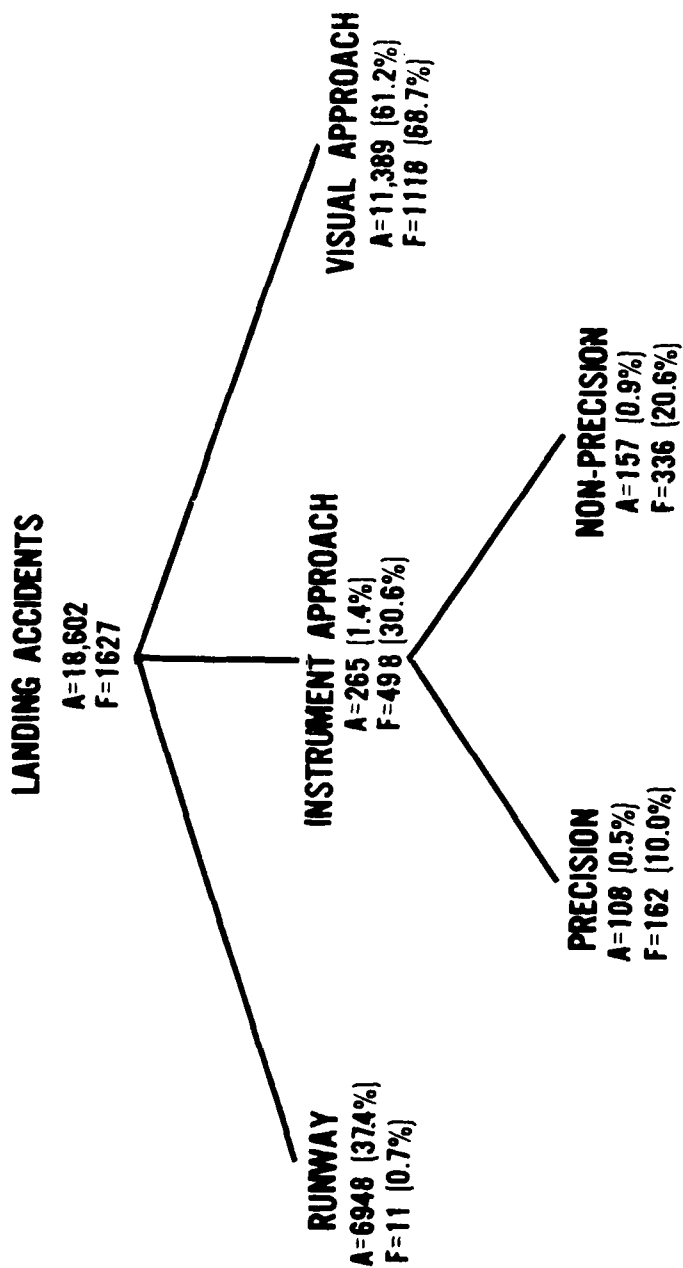 LANDING ACCIDENTS
A=18,602
F=1627
RUNWAY
A=6948 (37.4%)
F=11 (0.7%)
INSTRUMENT APPROACH
A=265 (1.4%)
F=498 (30.6%)
VISUAL APPROACH
A=11,389 (61.2%)
F=1118 (68.7%)
PRECISION
A=108 (0.5%)
F=162 (10.0%)
NON-PRECISION
A=157 (0.9%)
F=336 (20.6%)